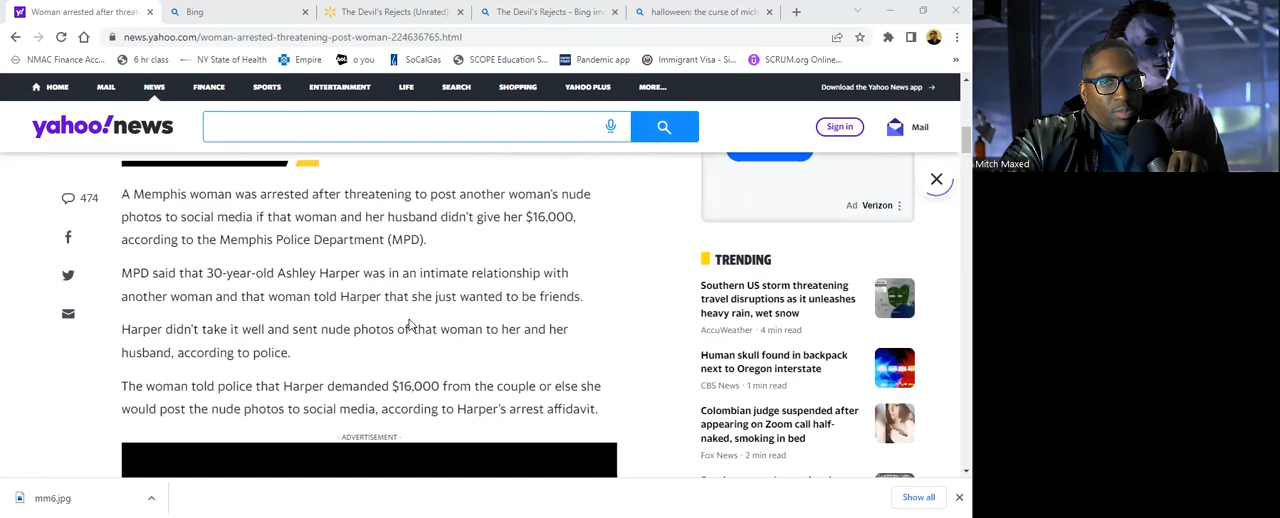 Woman arrested after threat
Bing
The Devil's Rejects (Unrated)
The Devil's Rejects - Bing im
halloween: the curse of mich
news.yahoo.com/woman-arrested-threatening-post-woman-224636765.html
NMAC Finance Acc...
6 hr class
NY State of Health
Empire
Aol.
o you
SoCalGas
SCOPE Education S...
Pandemic app
Immigrant Visa - Si...
SCRUM.org Online...
»
HOME
MAIL
NEWS
FINANCE
SPORTS
ENTERTAINMENT
LIFE
SEARCH
SHOPPING
YAHOO PLUS
MORE...
Download the Yahoo News app →
yahoo!news
Sign in
Mail
474
A Memphis woman was arrested after threatening to post another woman's nude
photos to social media if that woman and her husband didn't give her $16,000,
according to the Memphis Police Department (MPD).
MPD said that 30-year-old Ashley Harper was in an intimate relationship with
another woman and that woman told Harper that she just wanted to be friends.
Harper didn't take it well and sent nude photos of that woman to her and her
husband, according to police.
The woman told police that Harper demanded $16,000 from the couple or else she
would post the nude photos to social media, according to Harper's arrest affidavit.
- ADVERTISEMENT -
Ad Verizon
TRENDING
Southern US storm threatening
travel disruptions as it unleashes
heavy rain, wet snow
AccuWeather · 4 min read
Human skull found in backpack
next to Oregon interstate
CBS News · 1 min read
Colombian judge suspended after
appearing on Zoom call half-
naked, smoking in bed
Fox News · 2 min read
mm6.jpg
Show all
Mitch Maxed